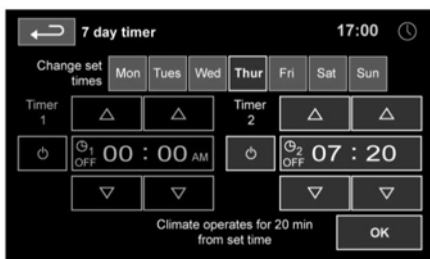 7 day timer 17:00
Change set times Mon Tues Wed Thur Fri Sat Sun
Timer 1 Timer 2
1 OFF 00 : 00 AM 2 OFF 07 : 20
Climate operates for 20 min
from set time
OK